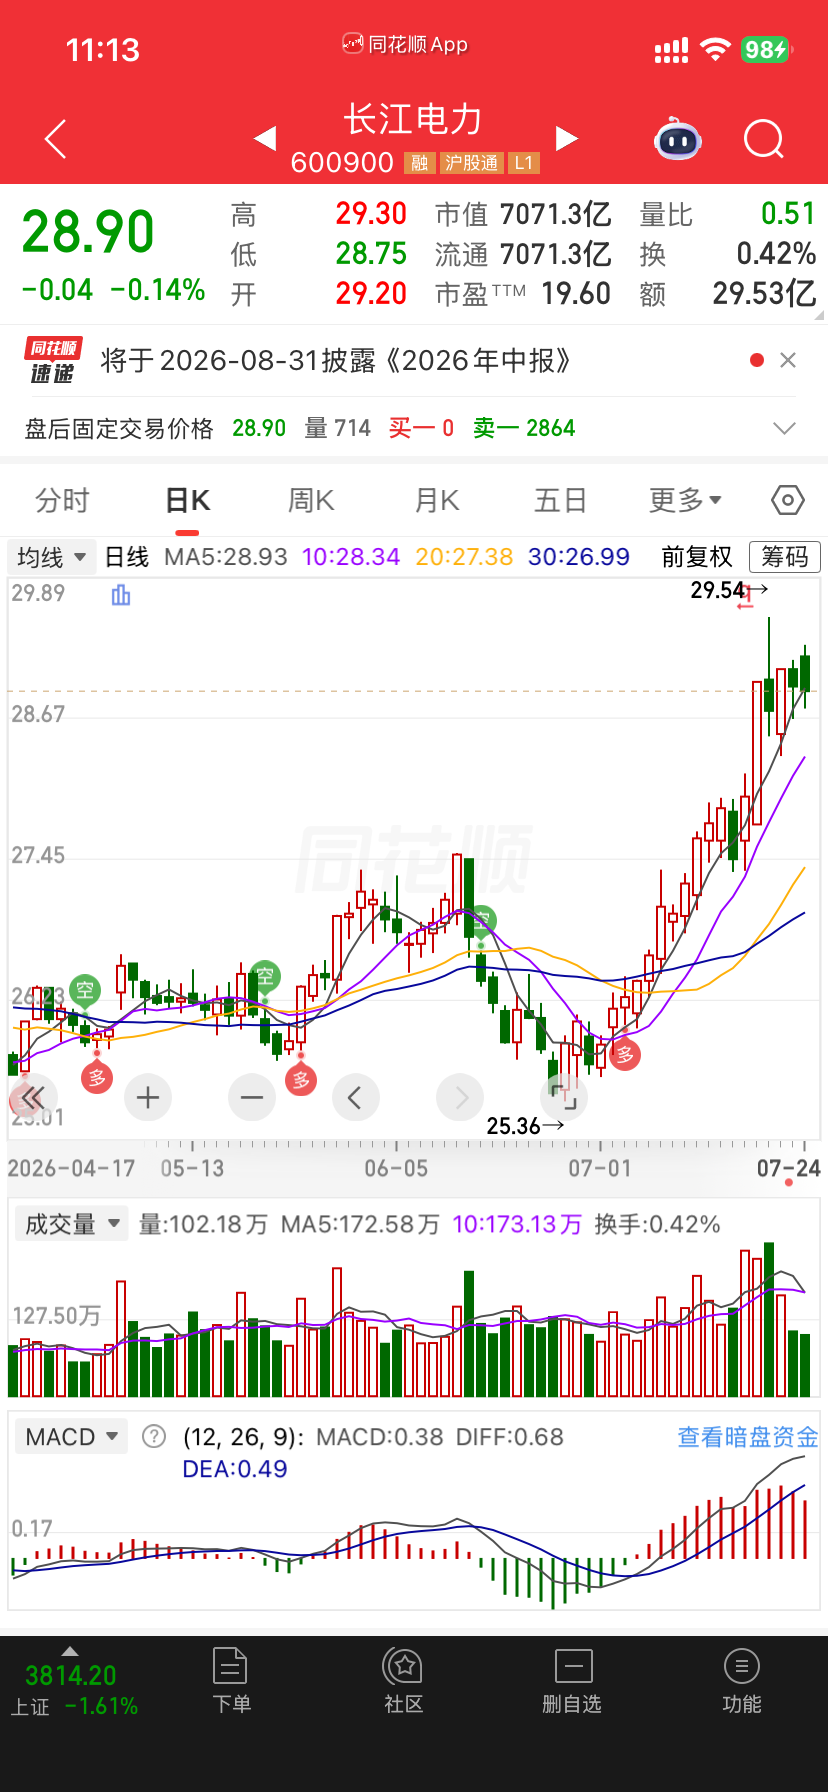 11:13
同花顺App
98
长江电力
600900 融 沪股通 L1
28.90
-0.04 -0.14%
高 29.30 市值 7071.3亿 量比 0.51
低 28.75 流通 7071.3亿 换 0.42%
开 29.20 市盈TTM 19.60 额 29.53亿
同花顺
速递
将于2026-08-31披露《2026年中报》
盘后固定交易价格 28.90 量 714 买一 0 卖一 2864
分时 日K 周K 月K 五日 更多
均线 日线 MA5:28.93 10:28.34 20:27.38 30:26.99 前复权 筹码
29.89
29.54→
28.67
同花顺
27.45
空
空
空
26.23
多
多
多
25.01
25.36→
2026-04-17 05-13 06-05 07-01 07-24
成交量 量:102.18万 MA5:172.58万 10:173.13万 换手:0.42%
127.50万
MACD ? (12, 26, 9): MACD:0.38 DIFF:0.68 查看暗盘资金
DEA:0.49
0.17
3814.20
上证 -1.61%
下单 社区 删自选 功能